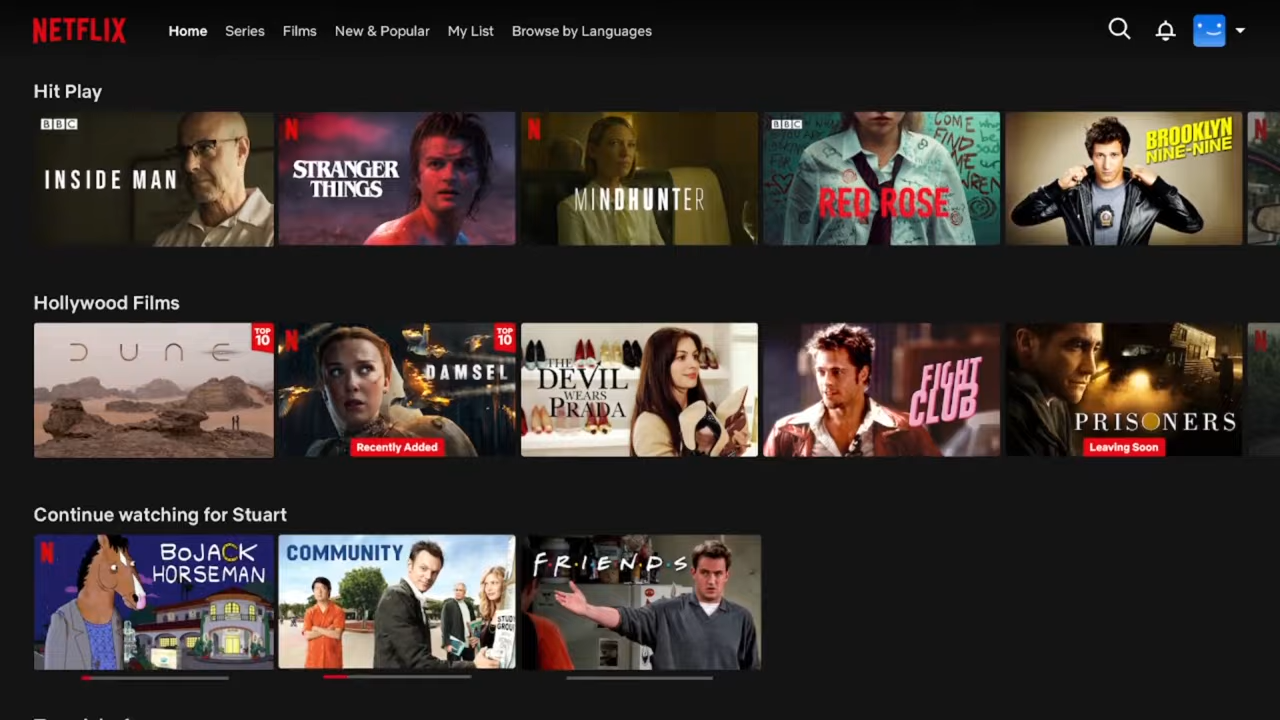 NETFLIX Home Series Films New & Popular My List Browse by Languages
Hit Play
BBC
INSIDE MAN
N
STRANGER
THINGS
N
MINDHUNTER
BBC
RED ROSE
BROOKLYN
NINE-NINE
N
Hollywood Films
DUNE
TOP
10
N
DAMSEL
TOP
10
Recently Added
THE
DEVIL
WEARS
PRADA
FIGHT
CLUB
PRISONERS
Leaving Soon
N
Continue watching for Stuart
N
BOJACK
HORSEMAN
COMMUNITY
STUDY
GROUP
F·R·I·E·N·D·S